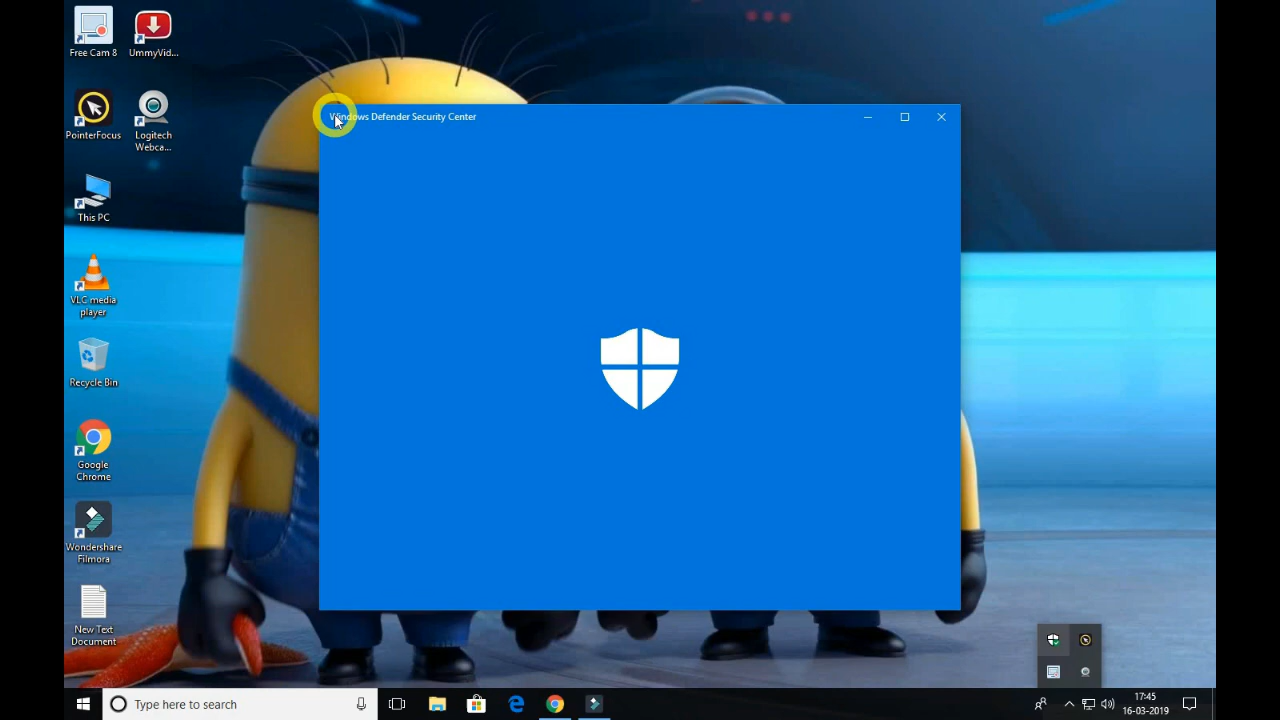 Free Cam 8
UmmyVid...
PointerFocus
Logitech
Webca...
This PC
VLC media
player
Recycle Bin
Google
Chrome
Wondershare
Filmora
New Text
Document
Windows Defender Security Center
Type here to search
17:45
16-03-2019